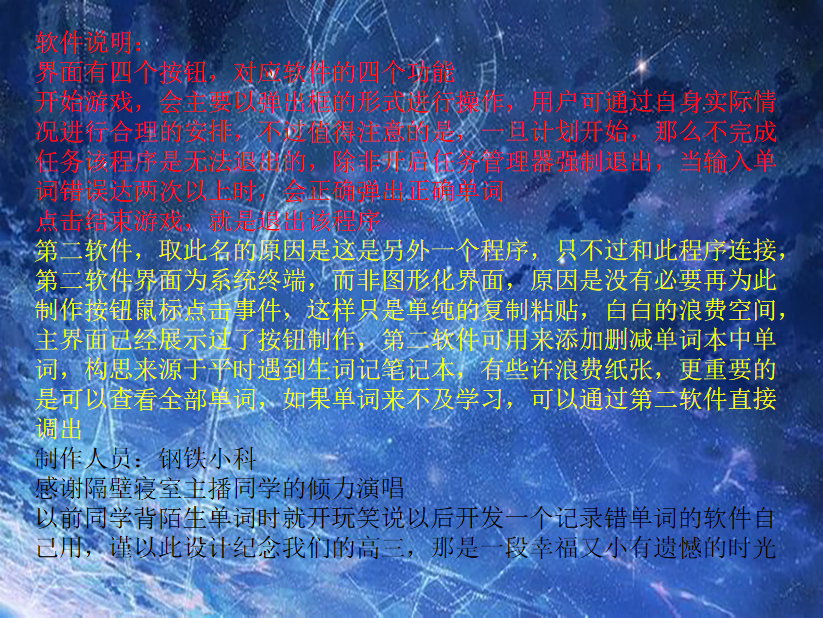 软件说明：
界面有四个按钮，对应软件的四个功能
开始游戏，会主要以弹出框的形式进行操作，用户可通过自身实际情
况进行合理的安排，不过值得注意的是，一旦计划开始，那么不完成
任务该程序是无法退出的，除非开启任务管理器强制退出，当输入单
词错误达两次以上时，会正确弹出正确单词
点击结束游戏，就是退出该程序
第二软件，取此名的原因是这是另外一个程序，只不过和此程序连接，
第二软件界面为系统终端，而非图形化界面，原因是没有必要再为此
制作按钮鼠标点击事件，这样只是单纯的复制粘贴，白白的浪费空间，
主界面已经展示过了按钮制作，第二软件可用来添加删减单词本中单
词，构思来源于平时遇到生词记笔记本，有些许浪费纸张，更重要的
是可以查看全部单词，如果单词来不及学习，可以通过第二软件直接
调出
制作人员：钢铁小科
感谢隔壁寝室主播同学的倾力演唱
以前同学背陌生单词时就开玩笑说以后开发一个记录错单词的软件自
己用，谨以此设计纪念我们的高三，那是一段幸福又小有遗憾的时光